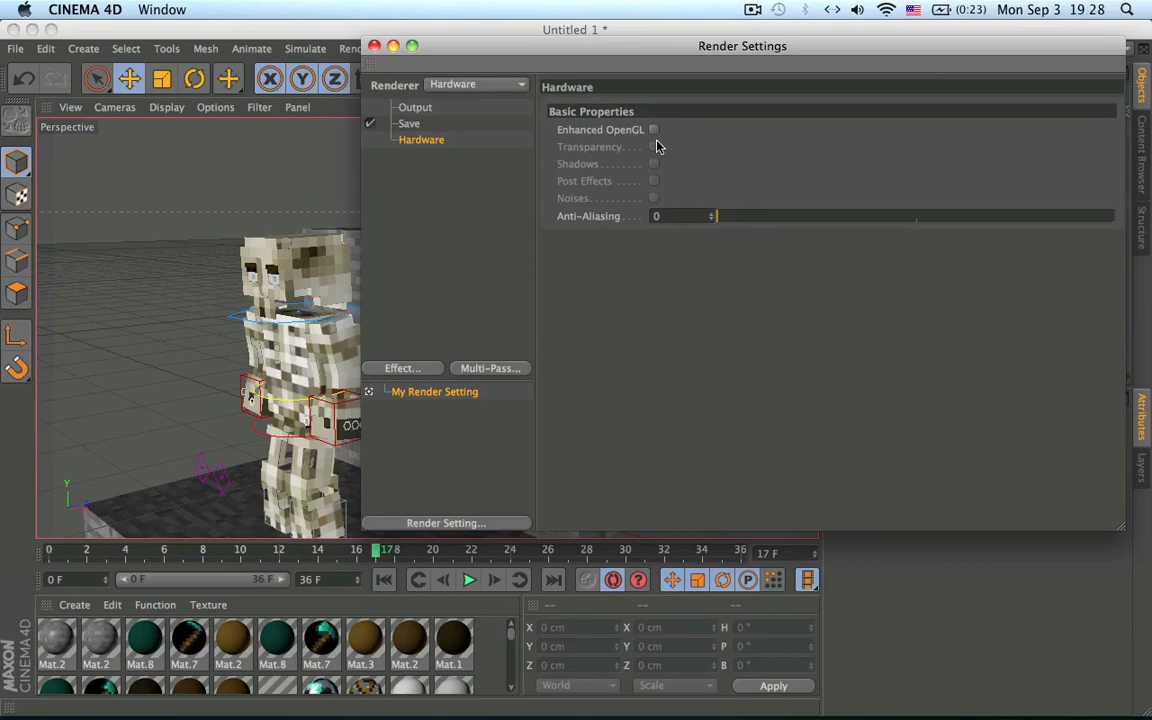 CINEMA 4D Window (0:23) Mon Sep 3 19 28
Untitled 1 *
File Edit Create Select Tools Mesh Animate Simulate Ren
Render Settings
X Y Z
Renderer Hardware
Hardware
View Cameras Display Options Filter Panel
Output
Save
Hardware
Perspective
Basic Properties
Enhanced OpenGL
Transparency. . . .
Shadows. . . . . . . .
Post Effects . . . . .
Noises. . . . . . . . .
Anti-Aliasing . . . . 0
Effect... Multi-Pass...
My Render Setting
Render Setting...
Objects
Content Browser
Structure
Attributes
Layers
Y
0 2 4 6 8 10 12 14 16 178 20 22 24 26 28 30 32 34 36 17 F
0 F 0 F 36 F 36 F P
Create Edit Function Texture
-- -- --
Mat.2 Mat.2 Mat.8 Mat.7 Mat.2 Mat.8 Mat.7 Mat.3 Mat.2 Mat.1
X 0 cm X 0 cm H 0 °
Y 0 cm Y 0 cm P 0 °
Z 0 cm Z 0 cm B 0 °
World Scale Apply
MAXON
CINEMA 4D